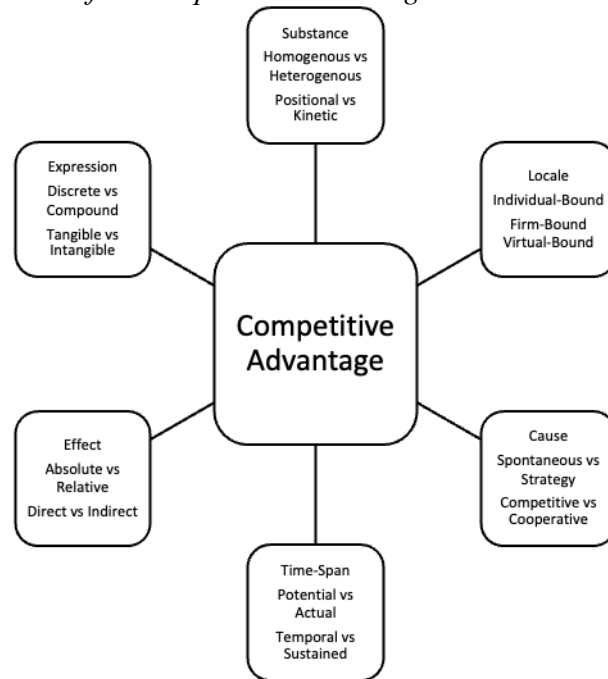 Substance
Homogenous vs
Heterogenous
Positional vs
Kinetic
Expression
Discrete vs
Compound
Tangible vs
Intangible
Locale
Individual-Bound
Firm-Bound
Virtual-Bound
Competitive
Advantage
Effect
Absolute vs
Relative
Direct vs Indirect
Cause
Spontaneous vs
Strategy
Competitive vs
Cooperative
Time-Span
Potential vs
Actual
Temporal vs
Sustained